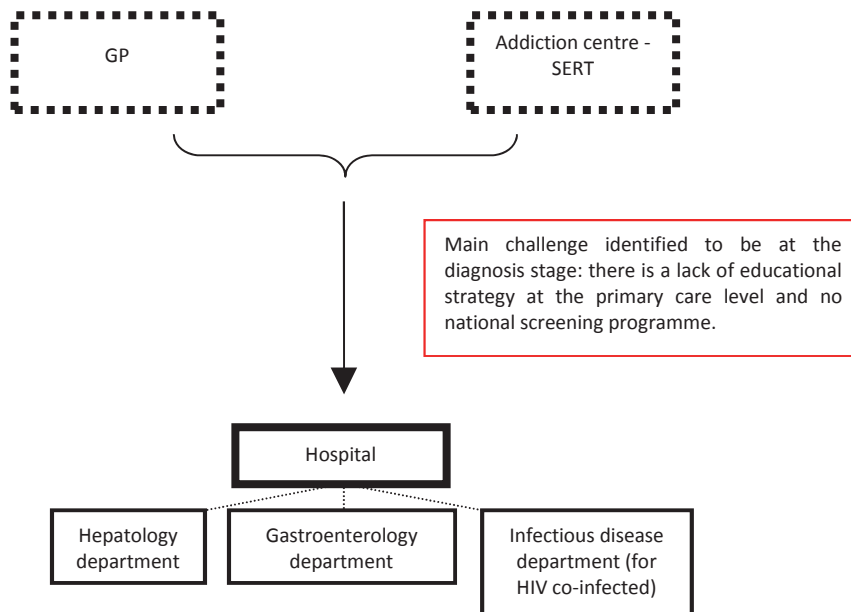 GP
Addiction centre -
SERT
Main challenge identified to be at the
diagnosis stage: there is a lack of educational
strategy at the primary care level and no
national screening programme.
Hospital
Hepatology
department
Gastroenterology
department
Infectious disease
department (for
HIV co-infected)